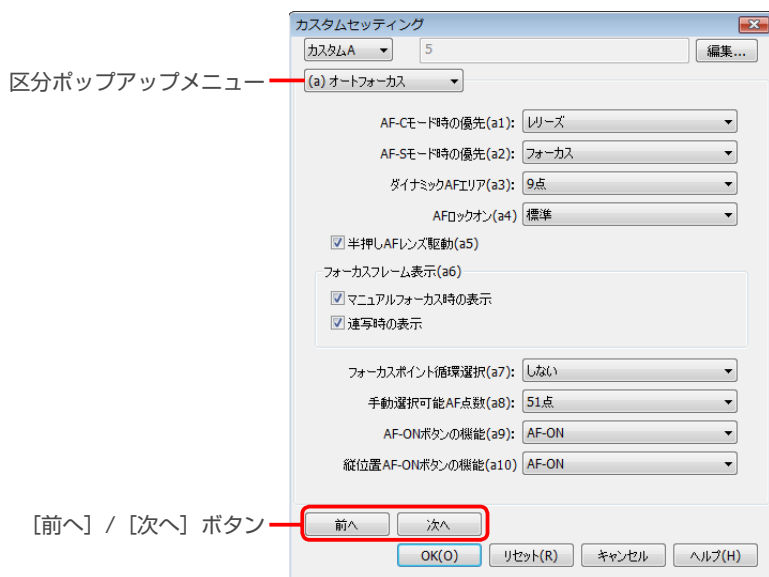 カスタムセッティング
カスタムA 5 編集...
区分ポップアップメニュー (a) オートフォーカス
AF-Cモード時の優先(a1): レリーズ
AF-Sモード時の優先(a2): フォーカス
ダイナミックAFエリア(a3): 9点
AFロックオン(a4) 標準
半押しAFレンズ駆動(a5)
フォーカスフレーム表示(a6)
マニュアルフォーカス時の表示
連写時の表示
フォーカスポイント循環選択(a7): しない
手動選択可能AF点数(a8): 51点
AF-ONボタンの機能(a9): AF-ON
縦位置AF-ONボタンの機能(a10) AF-ON
［前へ］/［次へ］ボタン 前へ 次へ
OK(O) リセット(R) キャンセル ヘルプ(H)